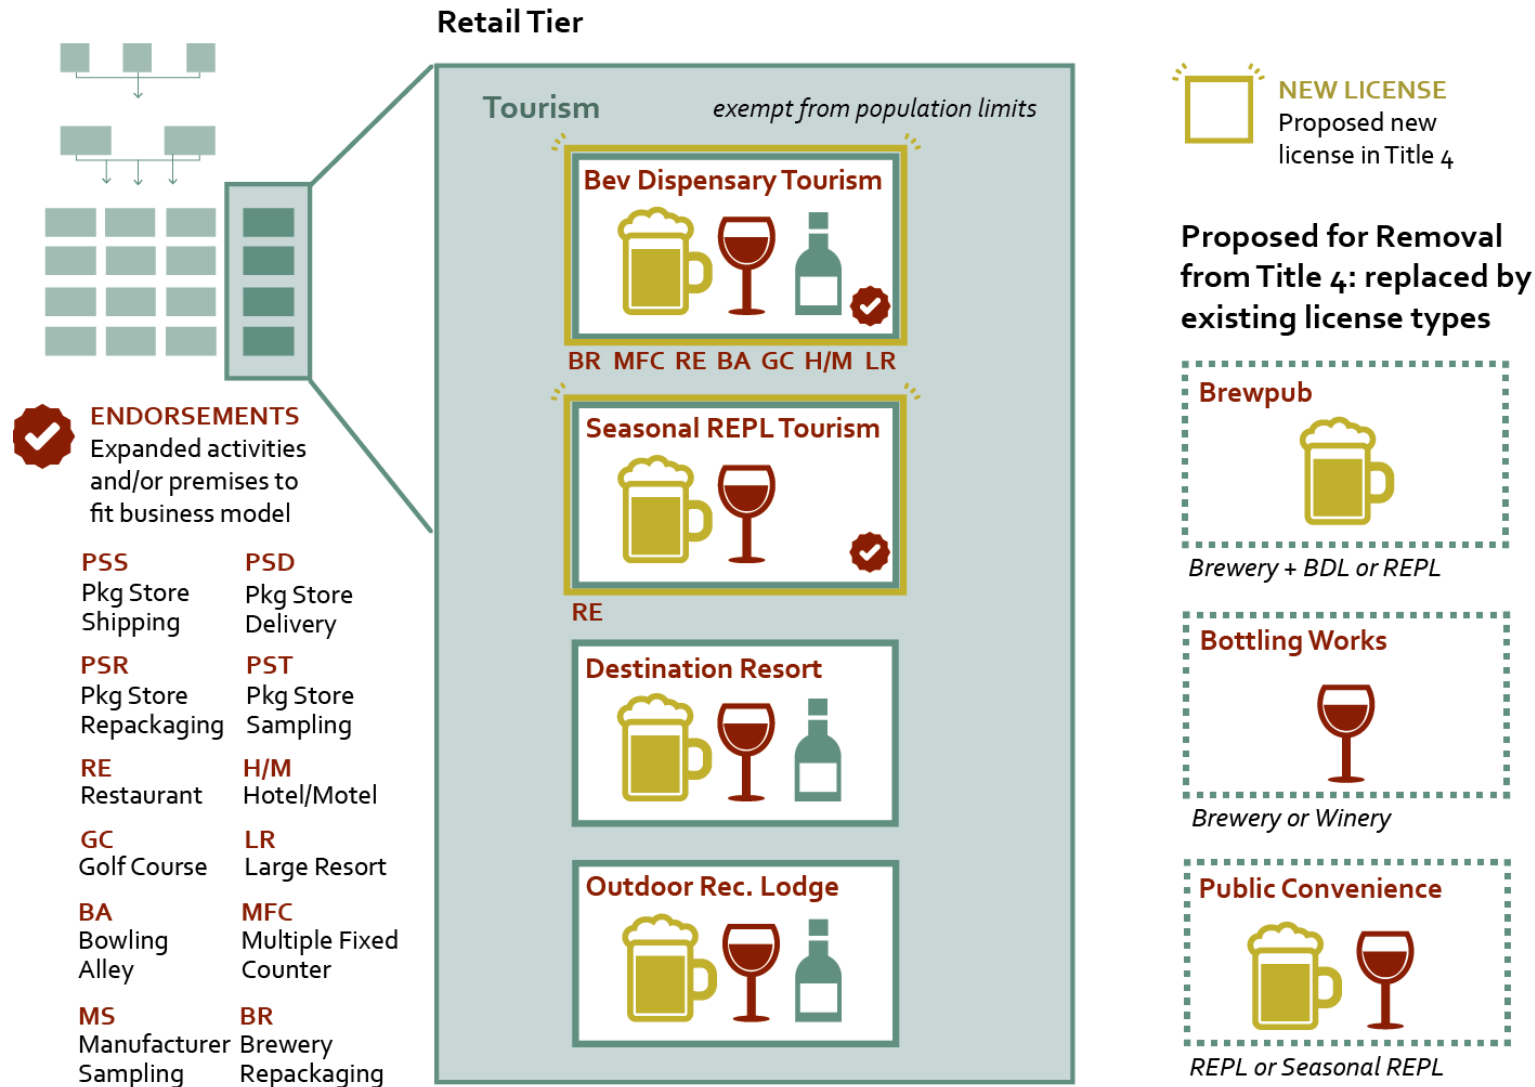 Retail Tier
Tourism
exempt from population limits
Bev Dispensary Tourism
BR MFC RE BA GC H/M LR
Seasonal REPL Tourism
RE
Destination Resort
Outdoor Rec. Lodge
ENDORSEMENTS
Expanded activities
and/or premises to
fit business model
PSS
Pkg Store
Shipping
PSD
Pkg Store
Delivery
PSR
Pkg Store
Repackaging
PST
Pkg Store
Sampling
RE
Restaurant
H/M
Hotel/Motel
GC
Golf Course
LR
Large Resort
BA
Bowling
Alley
MFC
Multiple Fixed
Counter
MS
Manufacturer
Sampling
BR
Brewery
Repackaging
NEW LICENSE
Proposed new
license in Title 4
Proposed for Removal
from Title 4: replaced by
existing license types
Brewpub
Brewery + BDL or REPL
Bottling Works
Brewery or Winery
Public Convenience
REPL or Seasonal REPL